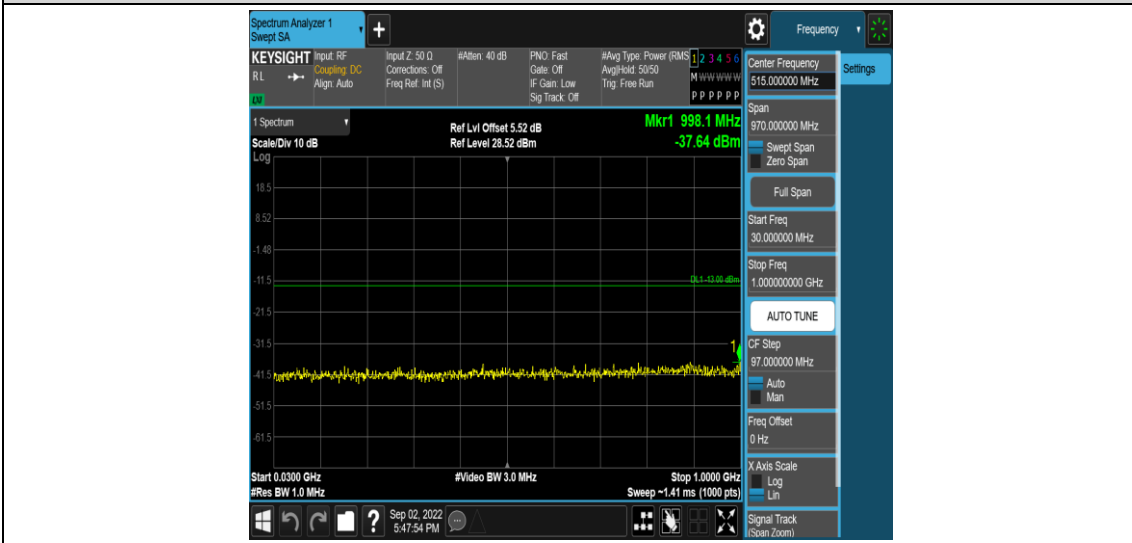 Spectrum Analyzer 1
Swept SA
+
Frequency
KEYSIGHT
RL
LXI
Input: RF
Coupling: DC
Align: Auto
Input Z: 50 Ω
Corrections: Off
Freq Ref: Int (S)
#Atten: 40 dB
PNO: Fast
Gate: Off
IF Gain: Low
Sig Track: Off
#Avg Type: Power (RMS
Avg|Hold: 50/50
Trig: Free Run
1 2 3 4 5 6
M W W W W W
P P P P P P
1 Spectrum
Scale/Div 10 dB
Log
Ref Lvl Offset 5.52 dB
Ref Level 28.52 dBm
Mkr1 998.1 MHz
-37.64 dBm
18.5
8.52
-1.48
-11.5
DL1 -13.00 dBm
-21.5
-31.5
1
-41.5
-51.5
-61.5
Start 0.0300 GHz
#Res BW 1.0 MHz
#Video BW 3.0 MHz
Stop 1.0000 GHz
Sweep ~1.41 ms (1000 pts)
?
Sep 02, 2022
5:47:54 PM
Center Frequency
515.000000 MHz
Settings
Span
970.000000 MHz
Swept Span
Zero Span
Full Span
Start Freq
30.000000 MHz
Stop Freq
1.000000000 GHz
AUTO TUNE
CF Step
97.000000 MHz
Auto
Man
Freq Offset
0 Hz
X Axis Scale
Log
Lin
Signal Track
(Span Zoom)